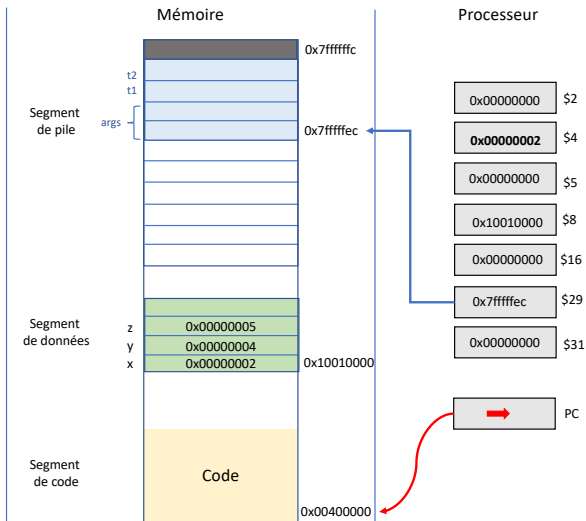 Mémoire
Processeur
0x7ffffffc
t2
t1
args
Segment
de pile
0x7fffffec
0x00000000 $2
0x00000002 $4
0x00000000 $5
0x10010000 $8
0x00000000 $16
0x7fffffec $29
0x00000000 $31
Segment
de données
z 0x00000005
y 0x00000004
x 0x00000002 0x10010000
PC
Segment
de code
Code
0x00400000